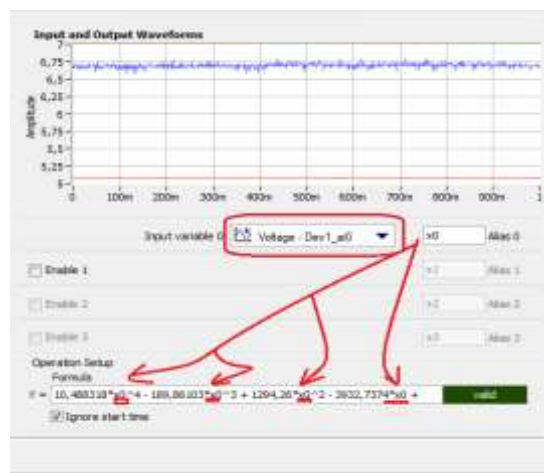 Input and Output Waveforms
7
6,75
6,25
6
5,75
5,5
5,25
5
Amplitude
0 100m 200m 300m 400m 500m 600m 700m 800m 900m 1
Input variable 0 Voltage - Dev1_ai0 x0 Alias 0
Enable 1 x1 Alias 1
Enable 2 x2 Alias 2
Enable 3 x3 Alias 3
Operation Setup
Formula
Y = 10,488318*x0^4 - 189,86103*x0^3 + 1294,26*x0^2 - 3932,7374*x0 + valid
Ignore start time